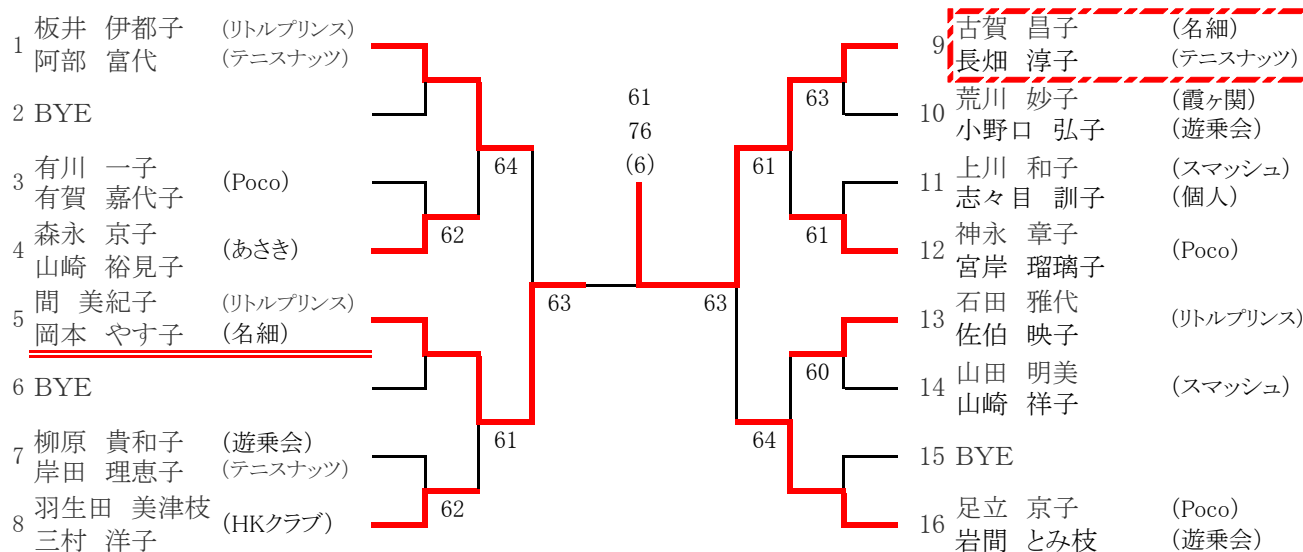 1 板井 伊都子 (リトルプリンス)
阿部 富代 (テニスナッツ)
2 BYE
3 有川 一子 (Poco)
有賀 嘉代子
4 森永 京子 (あさき)
山崎 裕見子
5 間 美紀子 (リトルプリンス)
岡本 やす子 (名細)
6 BYE
7 柳原 貴和子 (遊乗会)
岸田 理恵子 (テニスナッツ)
8 羽生田 美津枝 (HKクラブ)
三村 洋子
64
62
63
61
62
61
76
(6)
63
61
61
63
60
64
9 古賀 昌子 (名細)
長畑 淳子 (テニスナッツ)
10 荒川 妙子 (霞ヶ関)
小野口 弘子 (遊乗会)
11 上川 和子 (スマッシュ)
志々目 訓子 (個人)
12 神永 章子 (Poco)
宮岸 瑠璃子
13 石田 雅代 (リトルプリンス)
佐伯 映子
14 山田 明美 (スマッシュ)
山崎 祥子
15 BYE
16 足立 京子 (Poco)
岩間 とみ枝 (遊乗会)